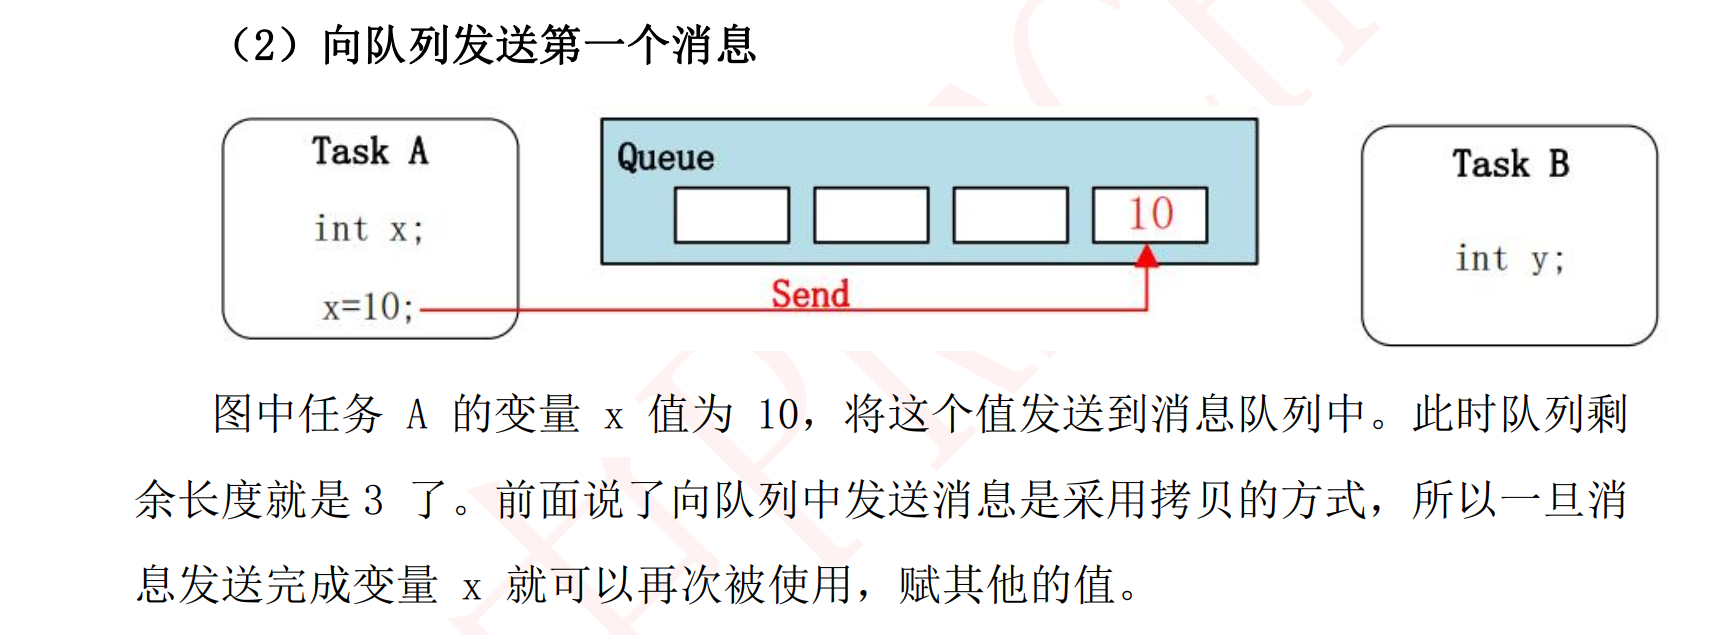 （2）向队列发送第一个消息
Task A
int x;
x=10;
Queue
10
Send
Task B
int y;
图中任务 A 的变量 x 值为 10，将这个值发送到消息队列中。此时队列剩
余长度就是3 了。前面说了向队列中发送消息是采用拷贝的方式，所以一旦消
息发送完成变量 x 就可以再次被使用，赋其他的值。